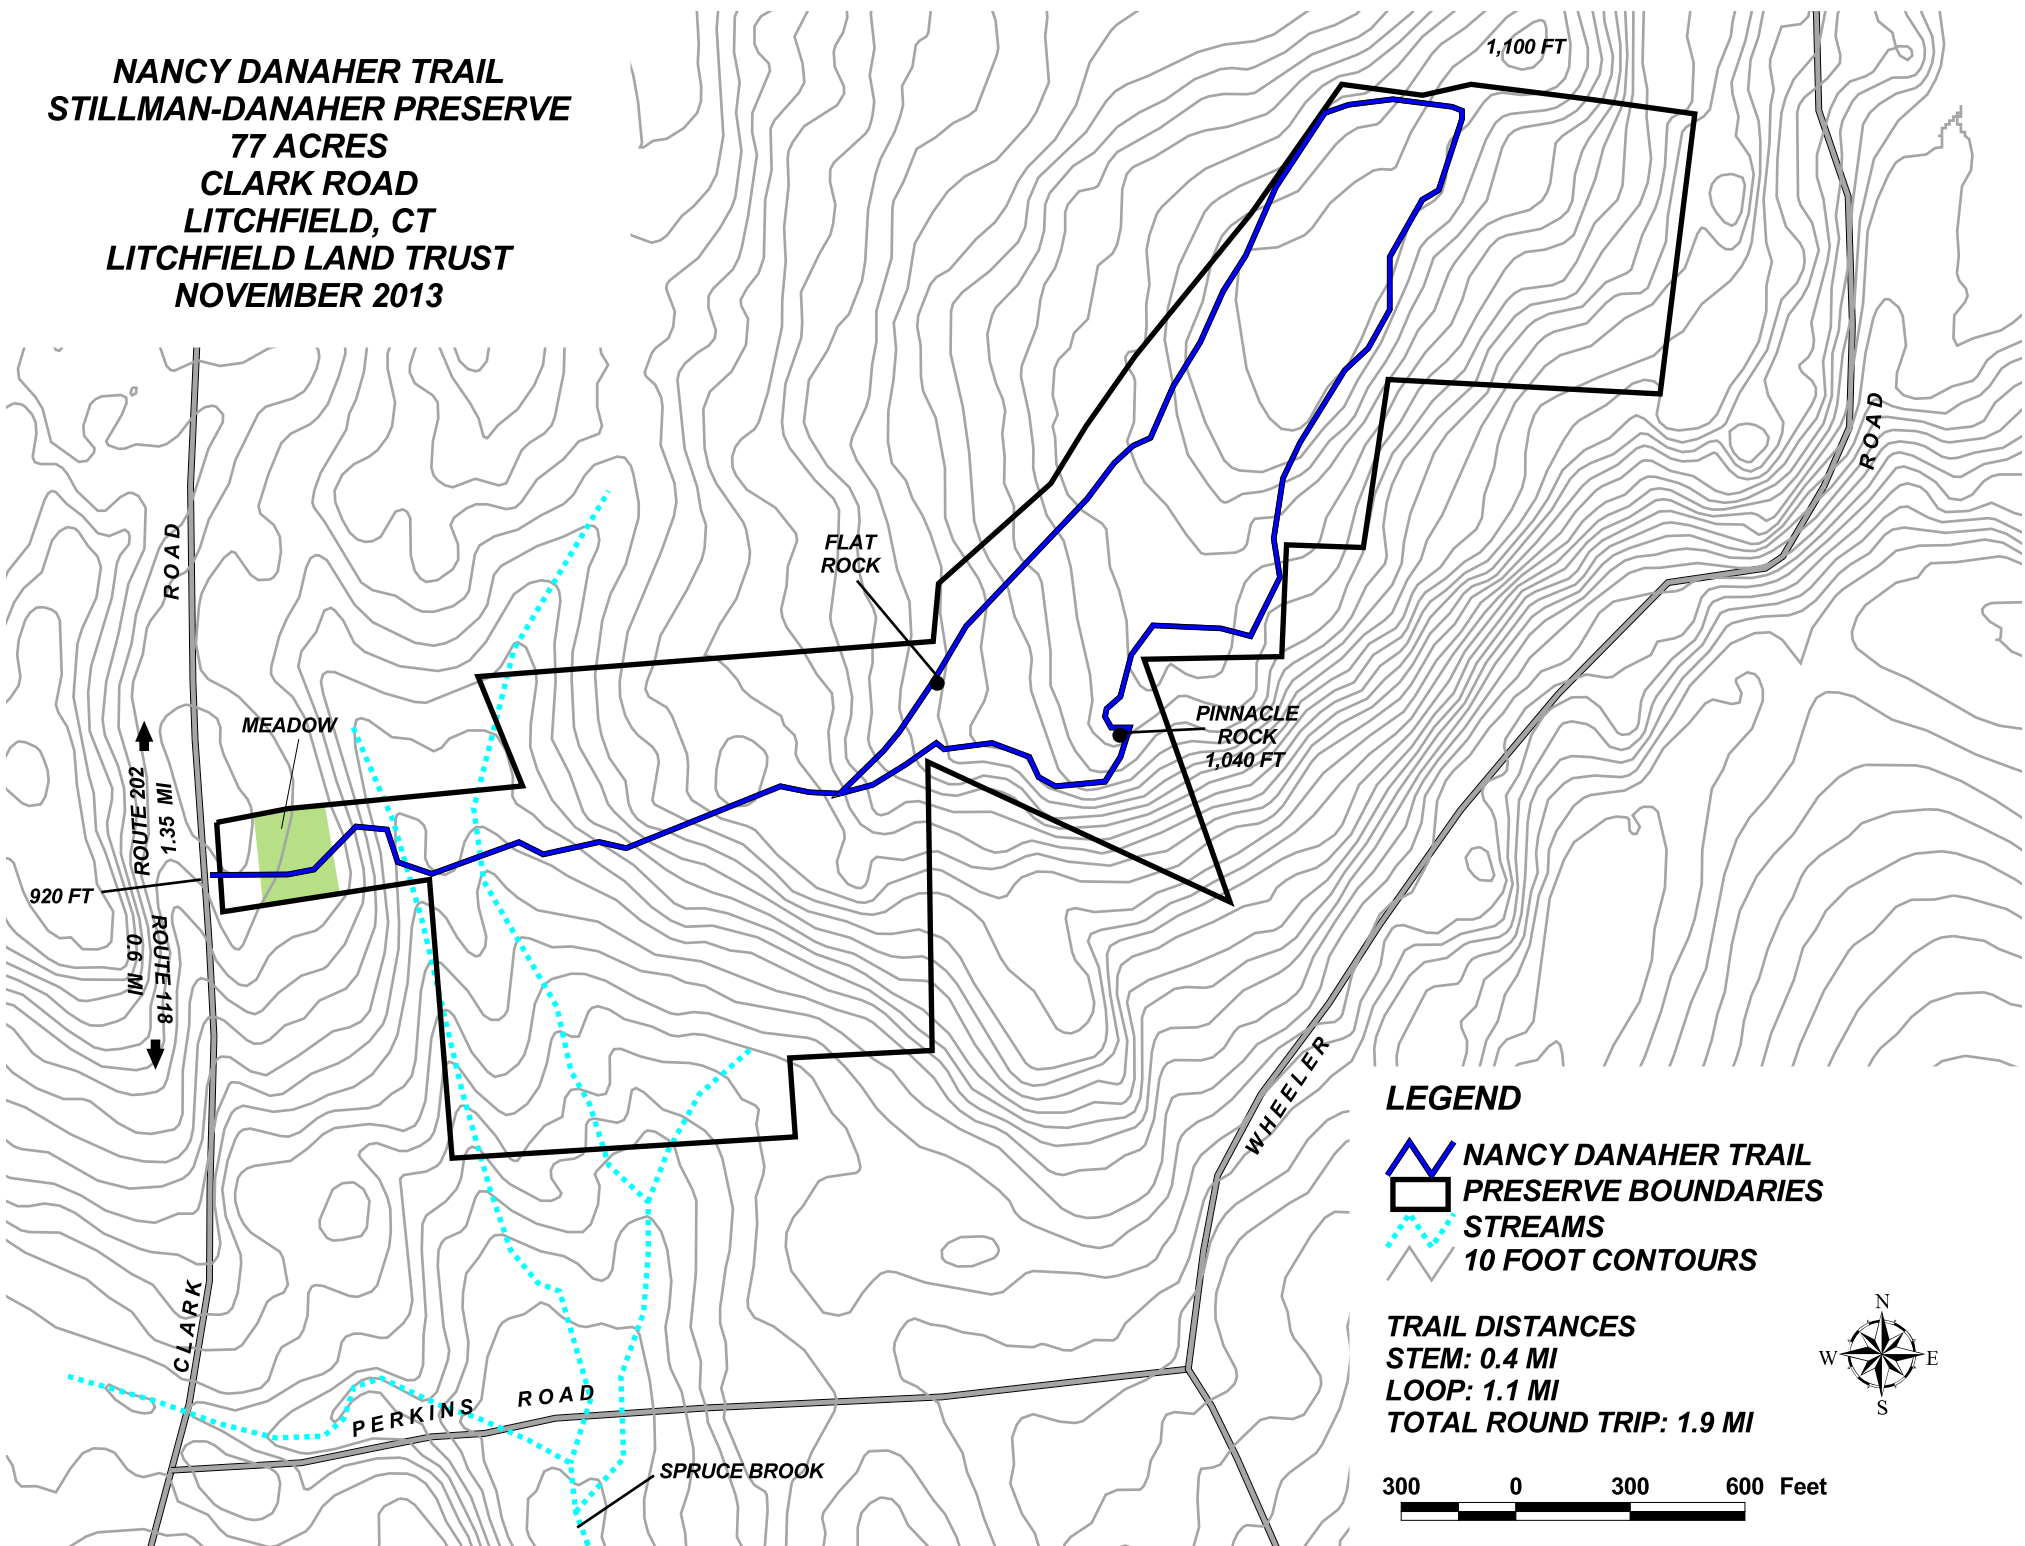 NANCY DANAHER TRAIL
STILLMAN-DANAHER PRESERVE
77 ACRES
CLARK ROAD
LITCHFIELD, CT
LITCHFIELD LAND TRUST
NOVEMBER 2013
1,100 FT
ROAD
ROAD
FLAT
ROCK
MEADOW
PINNACLE
ROCK
1,040 FT
ROUTE 202
1.35 MI
920 FT
ROUTE 118
0.6 MI
WHEELER
CLARK
PERKINS ROAD
SPRUCE BROOK
LEGEND
NANCY DANAHER TRAIL
PRESERVE BOUNDARIES
STREAMS
10 FOOT CONTOURS
TRAIL DISTANCES
STEM: 0.4 MI
LOOP: 1.1 MI
TOTAL ROUND TRIP: 1.9 MI
N
W E
S
300 0 300 600 Feet